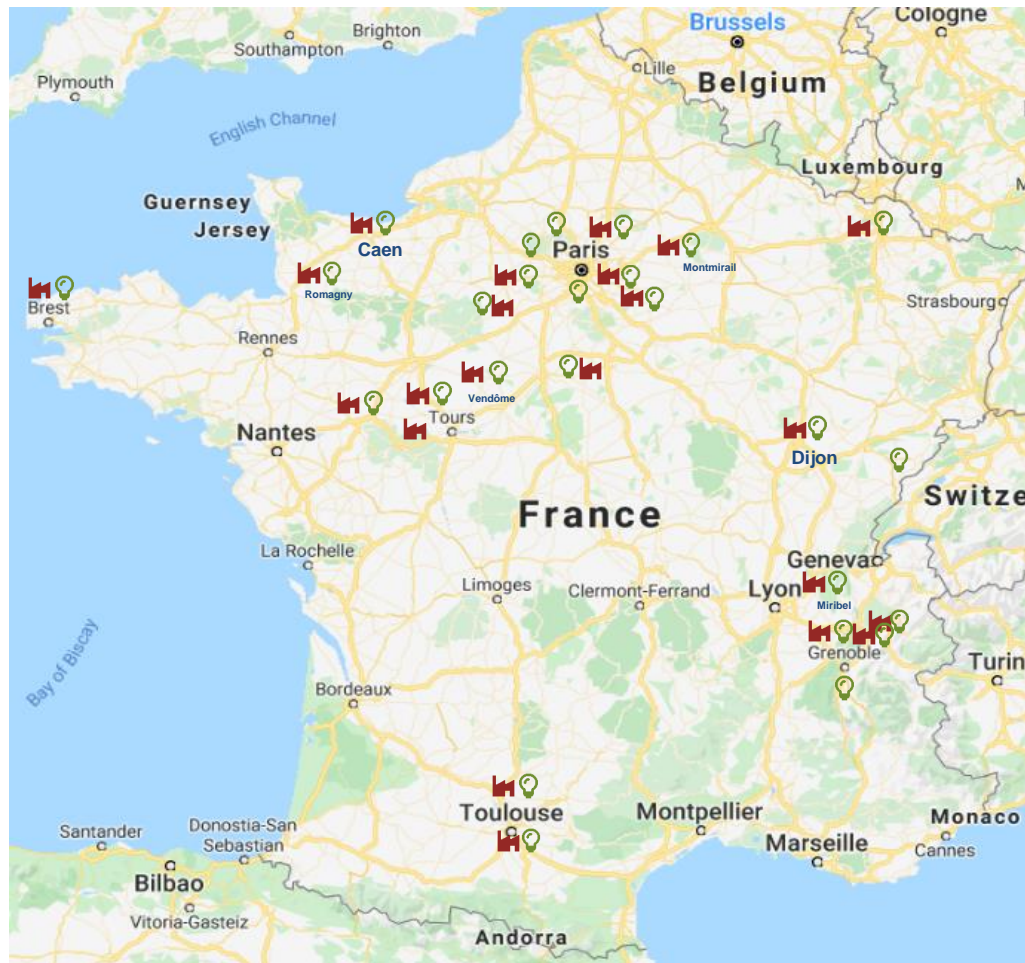 Brussels
Cologne
Southampton
Brighton
Lille
Plymouth
Belgium
English Channel
Luxembourg
Guernsey
Jersey
Caen
Paris
Montmirail
Romagny
Brest
Strasbourg
Rennes
Vendôme
Tours
Nantes
Dijon
Switze
France
La Rochelle
Geneva
Limoges
Clermont-Ferrand
Lyon
Miribel
Bay of Biscay
Grenoble
Turin
Bordeaux
Toulouse
Montpellier
Monaco
Santander
Donostia-San
Sebastian
Marseille
Cannes
Bilbao
Vitoria-Gasteiz
Andorra